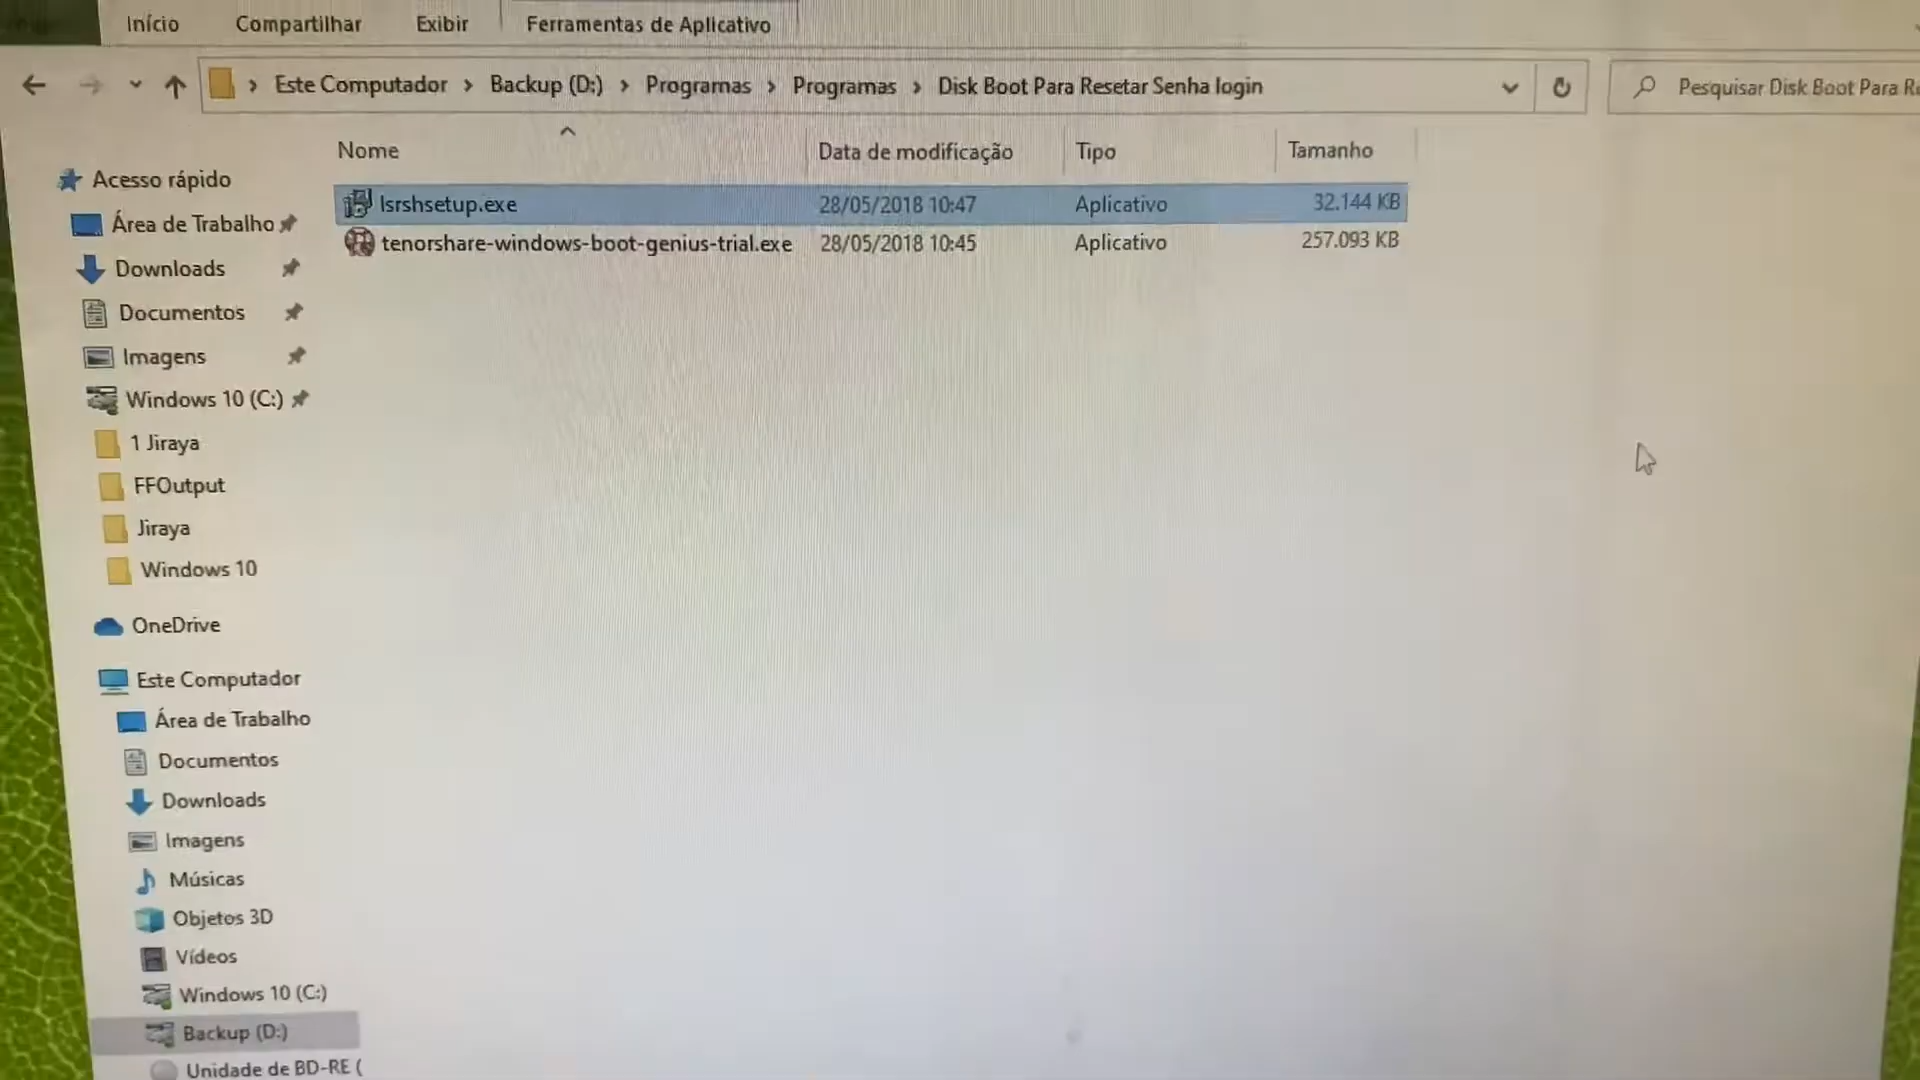 Início Compartilhar Exibir Ferramentas de Aplicativo
Este Computador > Backup (D:) > Programas > Programas > Disk Boot Para Resetar Senha login
Pesquisar Disk Boot Para Re
Nome Data de modificação Tipo Tamanho
lsrshsetup.exe 28/05/2018 10:47 Aplicativo 32.144 KB
tenorshare-windows-boot-genius-trial.exe 28/05/2018 10:45 Aplicativo 257.093 KB
Acesso rápido
Área de Trabalho
Downloads
Documentos
Imagens
Windows 10 (C:)
1 Jiraya
FFOutput
Jiraya
Windows 10
OneDrive
Este Computador
Área de Trabalho
Documentos
Downloads
Imagens
Músicas
Objetos 3D
Vídeos
Windows 10 (C:)
Backup (D:)
Unidade de BD-RE (